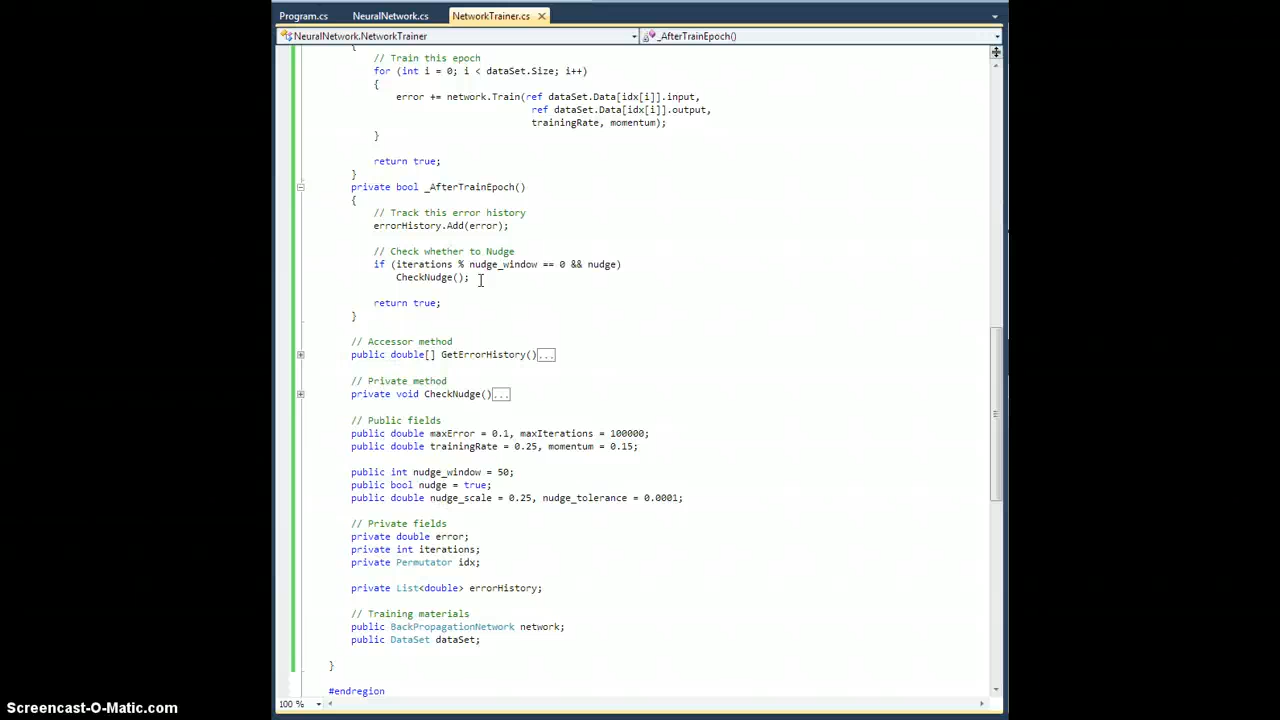 Program.cs NeuralNetwork.cs NetworkTrainer.cs
NeuralNetwork.NetworkTrainer _AfterTrainEpoch()
{
// Train this epoch
for (int i = 0; i < dataSet.Size; i++)
{
error += network.Train(ref dataSet.Data[idx[i]].input,
ref dataSet.Data[idx[i]].output,
trainingRate, momentum);
}
return true;
}
private bool _AfterTrainEpoch()
{
// Track this error history
errorHistory.Add(error);
// Check whether to Nudge
if (iterations % nudge_window == 0 && nudge)
CheckNudge();
return true;
}
// Accessor method
public double[] GetErrorHistory()...
// Private method
private void CheckNudge()...
// Public fields
public double maxError = 0.1, maxIterations = 100000;
public double trainingRate = 0.25, momentum = 0.15;
public int nudge_window = 50;
public bool nudge = true;
public double nudge_scale = 0.25, nudge_tolerance = 0.0001;
// Private fields
private double error;
private int iterations;
private Permutator idx;
private List<double> errorHistory;
// Training materials
public BackPropagationNetwork network;
public DataSet dataSet;
}
#endregion
100 %
Screencast-O-Matic.com